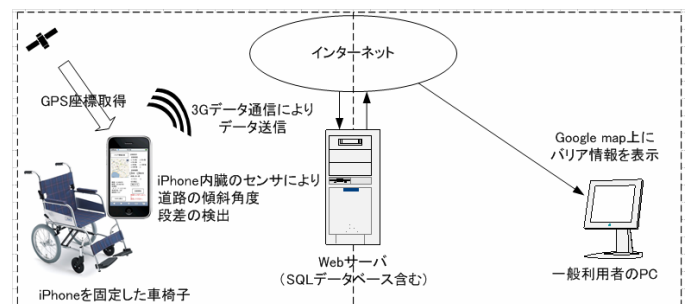 インターネット
GPS座標取得
3Gデータ通信により
データ送信
Google map上に
バリア情報を表示
iPhone内臓のセンサにより
道路の傾斜角度
段差の検出
Webサーバ
（SQLデータベース含む）
一般利用者のPC
iPhoneを固定した車椅子